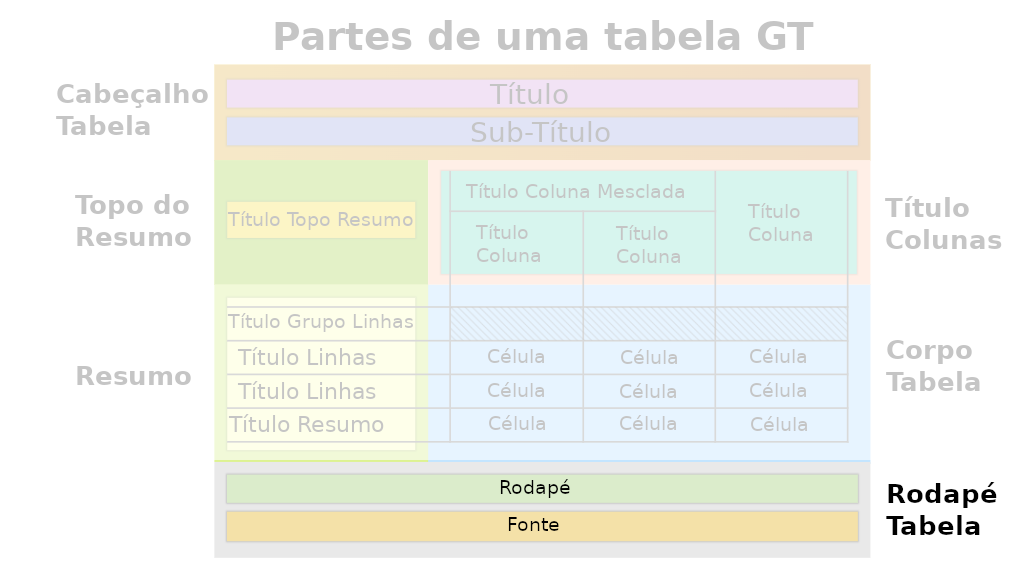 Partes de uma tabela GT
Cabeçalho
Tabela
Título
Sub-Título
Topo do
Resumo
Título Topo Resumo
Título Coluna Mesclada
Título
Coluna
Título
Coluna
Título
Coluna
Título
Colunas
Resumo
Título Grupo Linhas
Título Linhas Célula Célula Célula
Título Linhas Célula Célula Célula
Título Resumo Célula Célula Célula
Corpo
Tabela
Rodapé
Fonte
Rodapé
Tabela